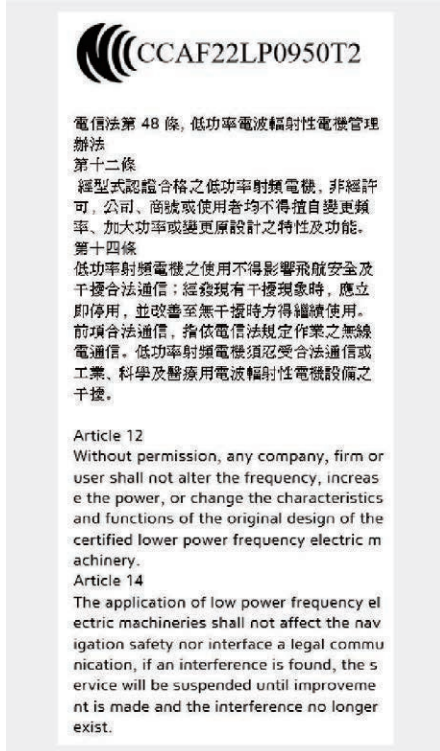 CCAF22LP0950T2
電信法第 48 條, 低功率電波輻射性電機管理
辦法
第十二條
經型式認證合格之低功率射頻電機, 非經許
可, 公司、商號或使用者均不得擅自變更頻
率、加大功率或變更原設計之特性及功能。
第十四條
低功率射頻電機之使用不得影響飛航安全及
干擾合法通信；經發現有干擾現象時, 應立
即停用, 並改善至無干擾時方得繼續使用。
前項合法通信, 指依電信法規定作業之無線
電通信。低功率射頻電機須忍受合法通信或
工業、科學及醫療用電波輻射性電機設備之
干擾。
Article 12
Without permission, any company, firm or
user shall not alter the frequency, increas
e the power, or change the characteristics
and functions of the original design of the
certified lower power frequency electric m
achinery.
Article 14
The application of low power frequency el
ectric machineries shall not affect the nav
igation safety nor interface a legal commu
nication, if an interference is found, the s
ervice will be suspended until improveme
nt is made and the interference no longer
exist.